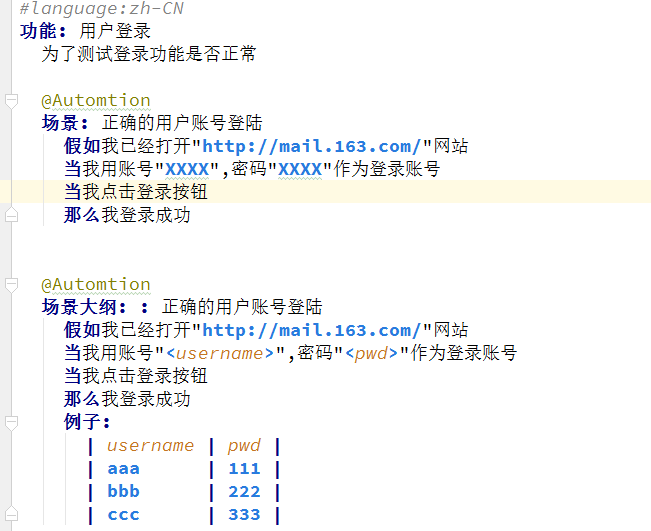 #language:zh-CN
功能: 用户登录
为了测试登录功能是否正常
@Automtion
场景: 正确的用户账号登陆
假如我已经打开"http://mail.163.com/"网站
当我用账号"XXXX",密码"XXXX"作为登录账号
当我点击登录按钮
那么我登录成功
@Automtion
场景大纲: : 正确的用户账号登陆
假如我已经打开"http://mail.163.com/"网站
当我用账号"<username>",密码"<pwd>"作为登录账号
当我点击登录按钮
那么我登录成功
例子:
| username | pwd |
| aaa | 111 |
| bbb | 222 |
| ccc | 333 |